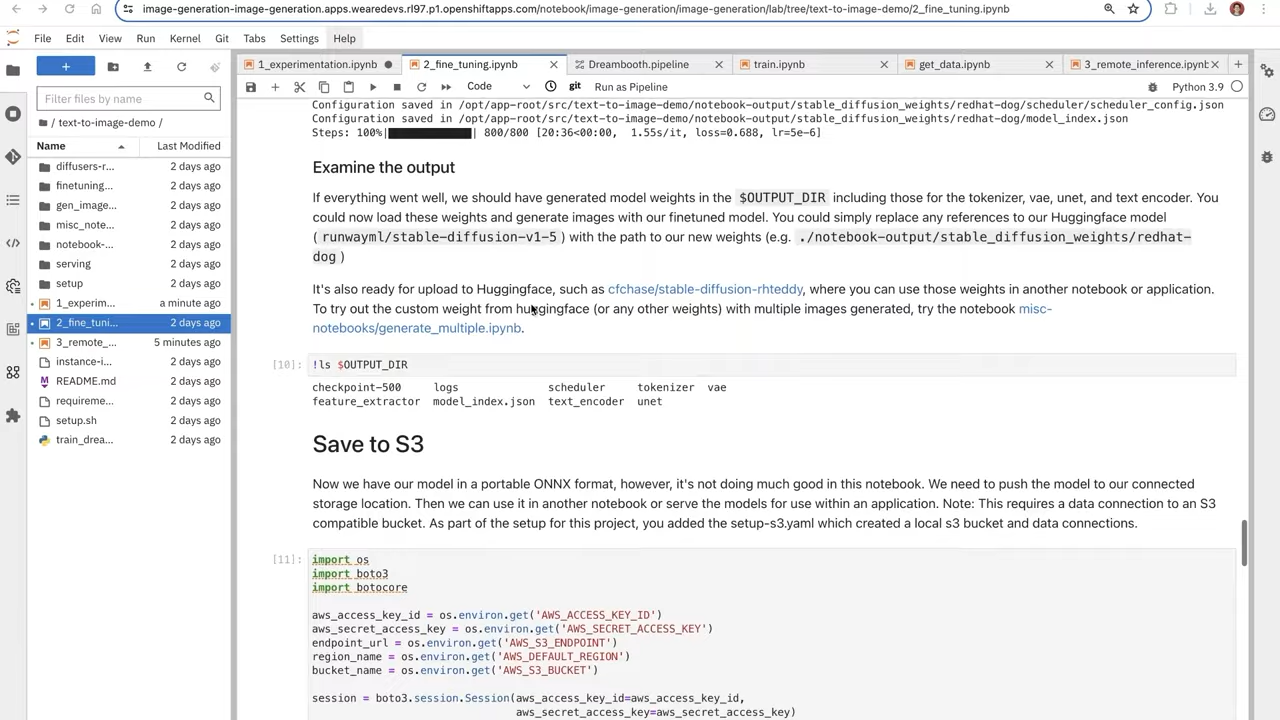 image-generation-image-generation.apps.wearedevs.rl97.p1.openshiftapps.com/notebook/image-generation/image-generation/lab/tree/text-to-image-demo/2_fine_tuning.ipynb
File Edit View Run Kernel Git Tabs Settings Help
1_experimentation.ipynb
2_fine_tuning.ipynb
Dreambooth.pipeline
train.ipynb
get_data.ipynb
3_remote_inference.ipynb
Code
git
Run as Pipeline
Python 3.9
Filter files by name
/ text-to-image-demo /
Name Last Modified
diffusers-r... 2 days ago
finetuning... 2 days ago
gen_image... 2 days ago
misc_note... 2 days ago
notebook-... 2 days ago
serving 2 days ago
setup 2 days ago
1_experim... a minute ago
2_fine_tuni... 2 days ago
3_remote_... 5 minutes ago
instance-i... 2 days ago
README.md 2 days ago
requireme... 2 days ago
setup.sh 2 days ago
train_drea... 2 days ago
Configuration saved in /opt/app-root/src/text-to-image-demo/notebook-output/stable_diffusion_weights/redhat-dog/scheduler/scheduler_config.json
Configuration saved in /opt/app-root/src/text-to-image-demo/notebook-output/stable_diffusion_weights/redhat-dog/model_index.json
Steps: 100%| | 800/800 [20:36<00:00, 1.55s/it, loss=0.688, lr=5e-6]
Examine the output
If everything went well, we should have generated model weights in the $OUTPUT_DIR including those for the tokenizer, vae, unet, and text encoder. You
could now load these weights and generate images with our finetuned model. You could simply replace any references to our Huggingface model
( runwayml/stable-diffusion-v1-5 ) with the path to our new weights (e.g. ./notebook-output/stable_diffusion_weights/redhat-
dog )
It's also ready for upload to Huggingface, such as cfchase/stable-diffusion-rhteddy, where you can use those weights in another notebook or application.
To try out the custom weight from huggingface (or any other weights) with multiple images generated, try the notebook misc-
notebooks/generate_multiple.ipynb.
[10]: !ls $OUTPUT_DIR
checkpoint-500 logs scheduler tokenizer vae
feature_extractor model_index.json text_encoder unet
Save to S3
Now we have our model in a portable ONNX format, however, it's not doing much good in this notebook. We need to push the model to our connected
storage location. Then we can use it in another notebook or serve the models for use within an application. Note: This requires a data connection to an S3
compatible bucket. As part of the setup for this project, you added the setup-s3.yaml which created a local s3 bucket and data connections.
[11]: import os
import boto3
import botocore
aws_access_key_id = os.environ.get('AWS_ACCESS_KEY_ID')
aws_secret_access_key = os.environ.get('AWS_SECRET_ACCESS_KEY')
endpoint_url = os.environ.get('AWS_S3_ENDPOINT')
region_name = os.environ.get('AWS_DEFAULT_REGION')
bucket_name = os.environ.get('AWS_S3_BUCKET')
session = boto3.session.Session(aws_access_key_id=aws_access_key_id,
aws_secret_access_key=aws_secret_access_key)